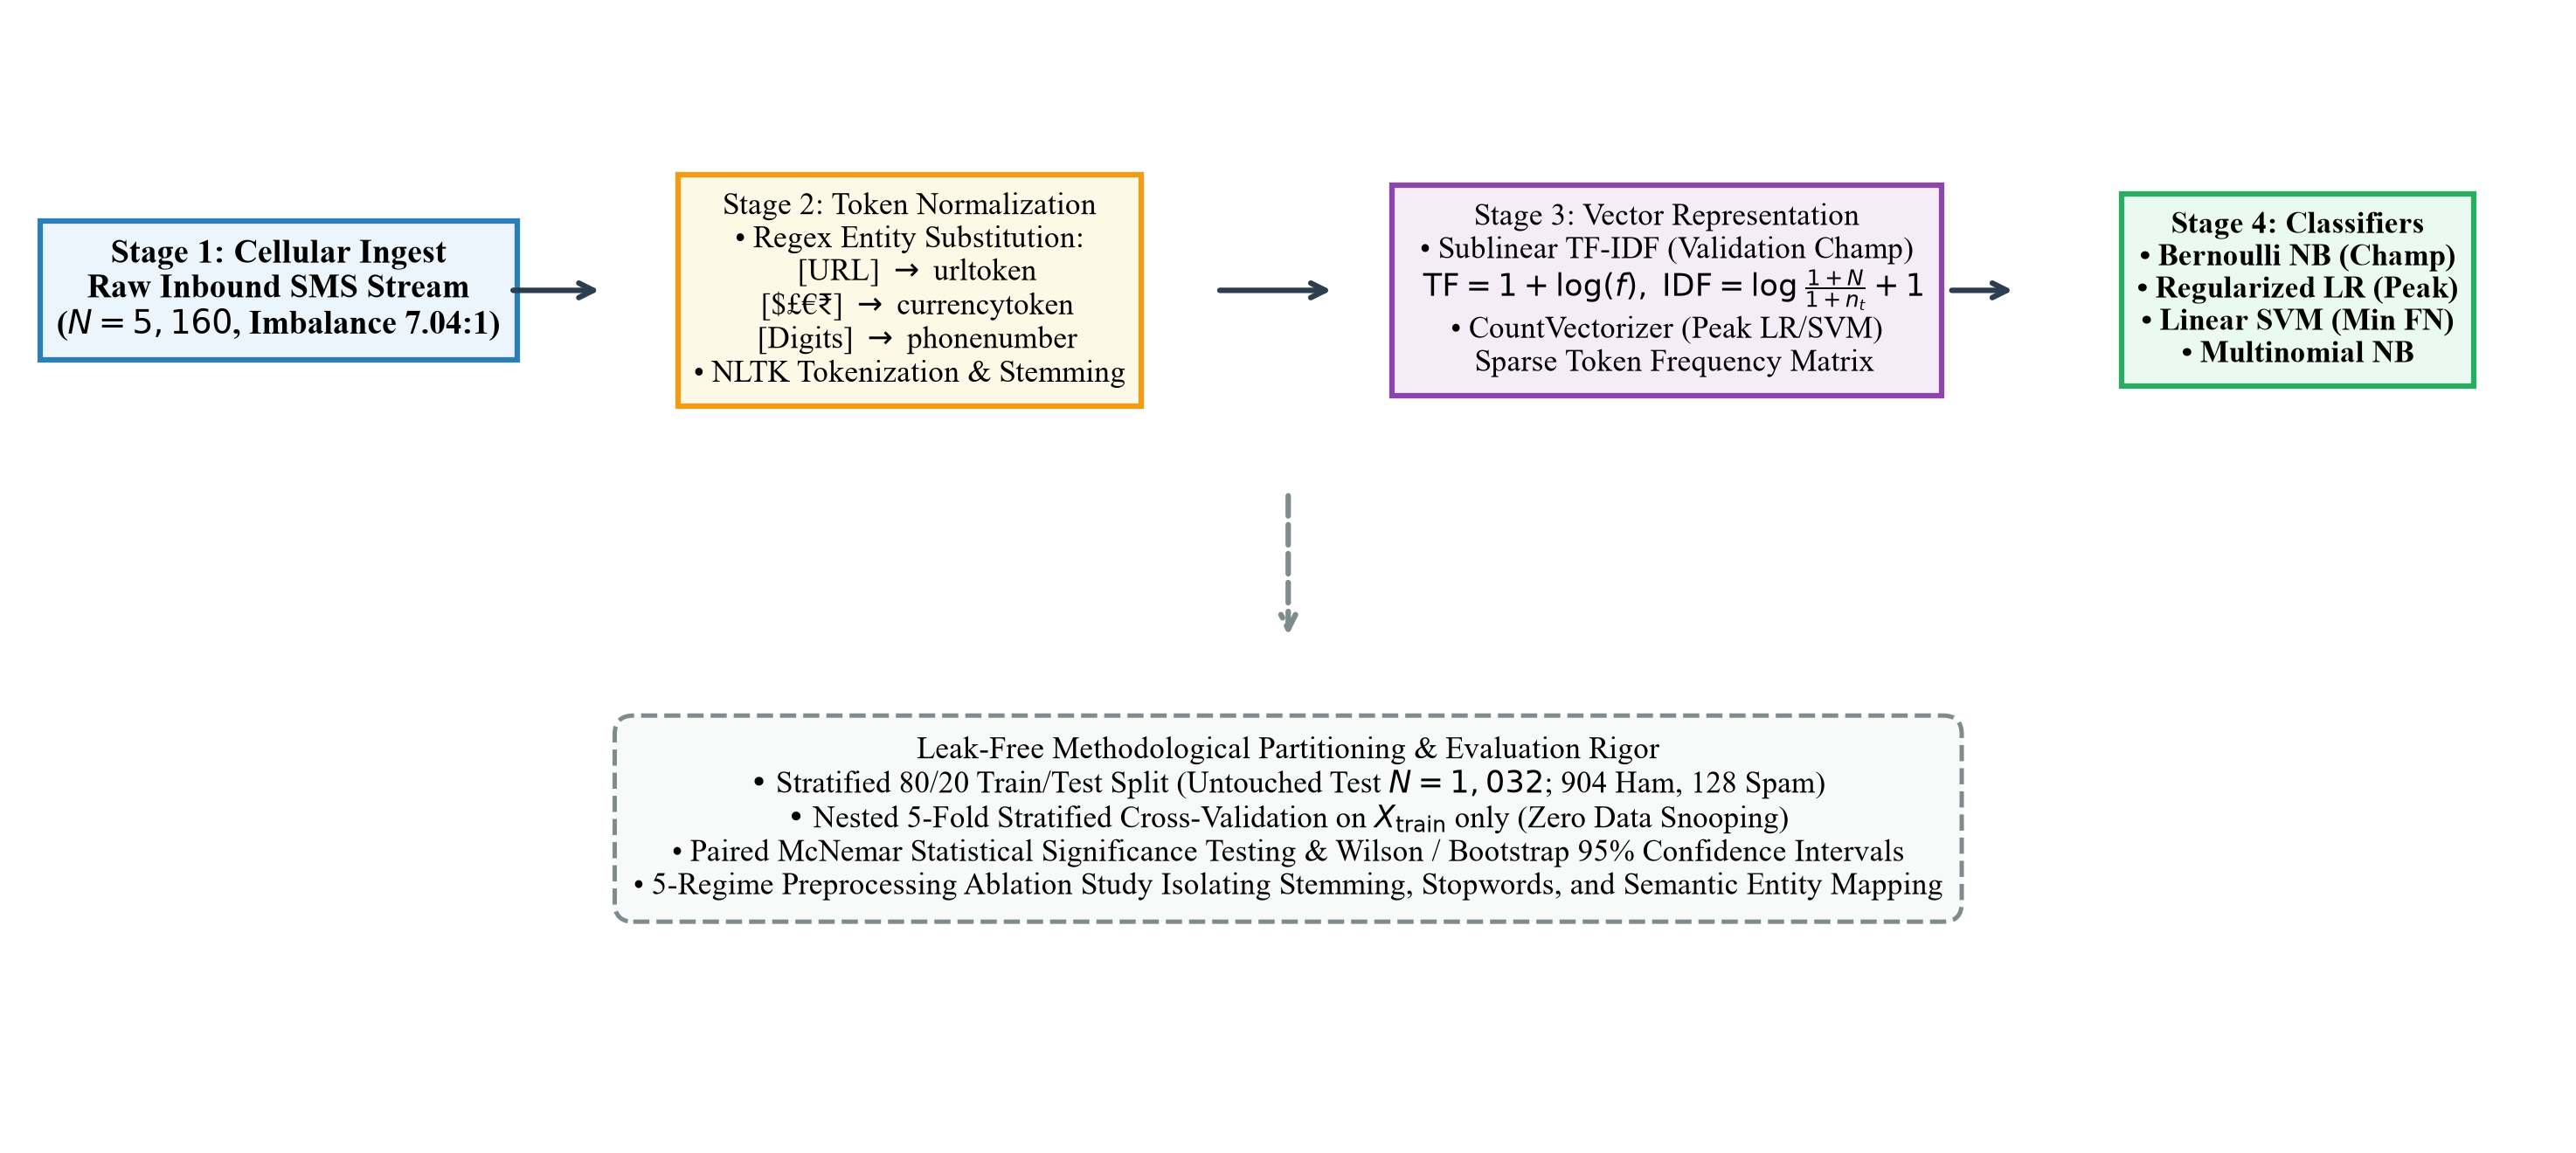 Stage 1: Cellular Ingest
Raw Inbound SMS Stream
(N = 5, 160, Imbalance 7.04:1)
Stage 2: Token Normalization
• Regex Entity Substitution:
[URL] → urltoken
[$£€₹] → currencytoken
[Digits] → phonenumber
• NLTK Tokenization & Stemming
Stage 3: Vector Representation
• Sublinear TF-IDF (Validation Champ)
TF = 1 + log(f), IDF = log (1+N)/(1+n_t) + 1
• CountVectorizer (Peak LR/SVM)
Sparse Token Frequency Matrix
Stage 4: Classifiers
• Bernoulli NB (Champ)
• Regularized LR (Peak)
• Linear SVM (Min FN)
• Multinomial NB
Leak-Free Methodological Partitioning & Evaluation Rigor
• Stratified 80/20 Train/Test Split (Untouched Test N = 1, 032; 904 Ham, 128 Spam)
• Nested 5-Fold Stratified Cross-Validation on X_train only (Zero Data Snooping)
• Paired McNemar Statistical Significance Testing & Wilson / Bootstrap 95% Confidence Intervals
• 5-Regime Preprocessing Ablation Study Isolating Stemming, Stopwords, and Semantic Entity Mapping